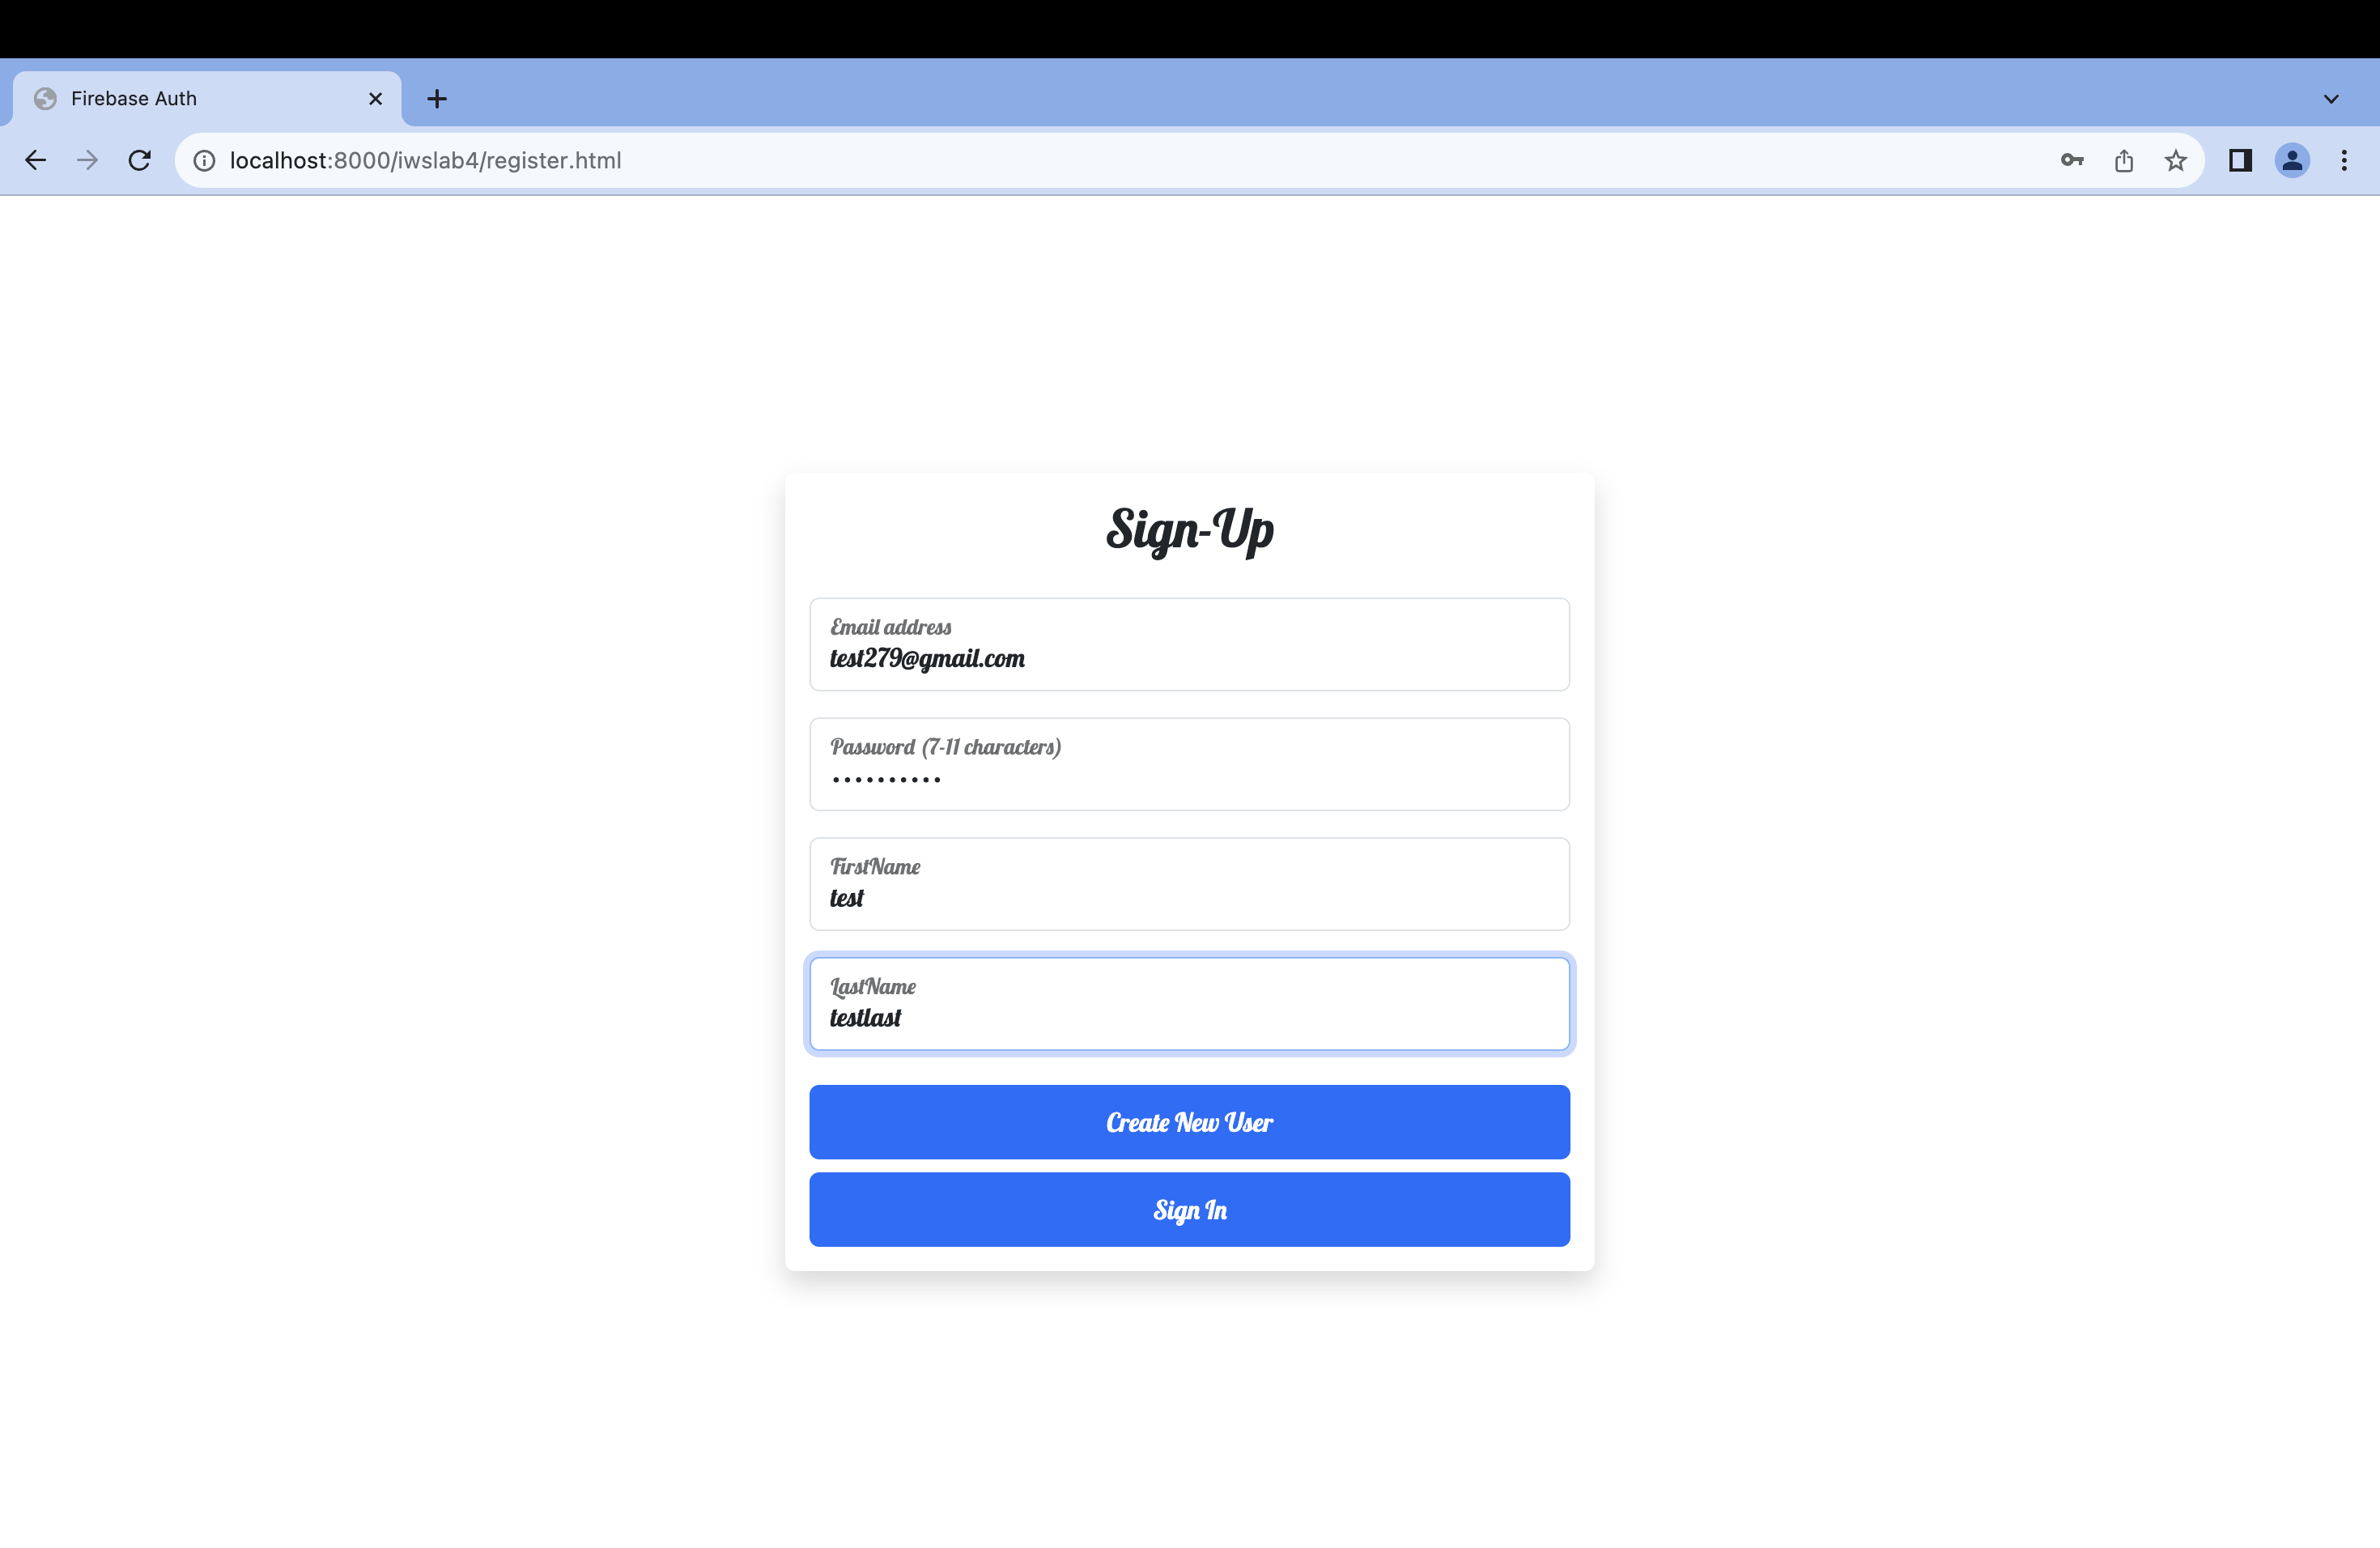 Firebase Auth
localhost:8000/iwslab4/register.html
Sign-Up
Email address
test279@gmail.com
Password (7-11 characters)
••••••••••
FirstName
test
LastName
testlast
Create New User
Sign In